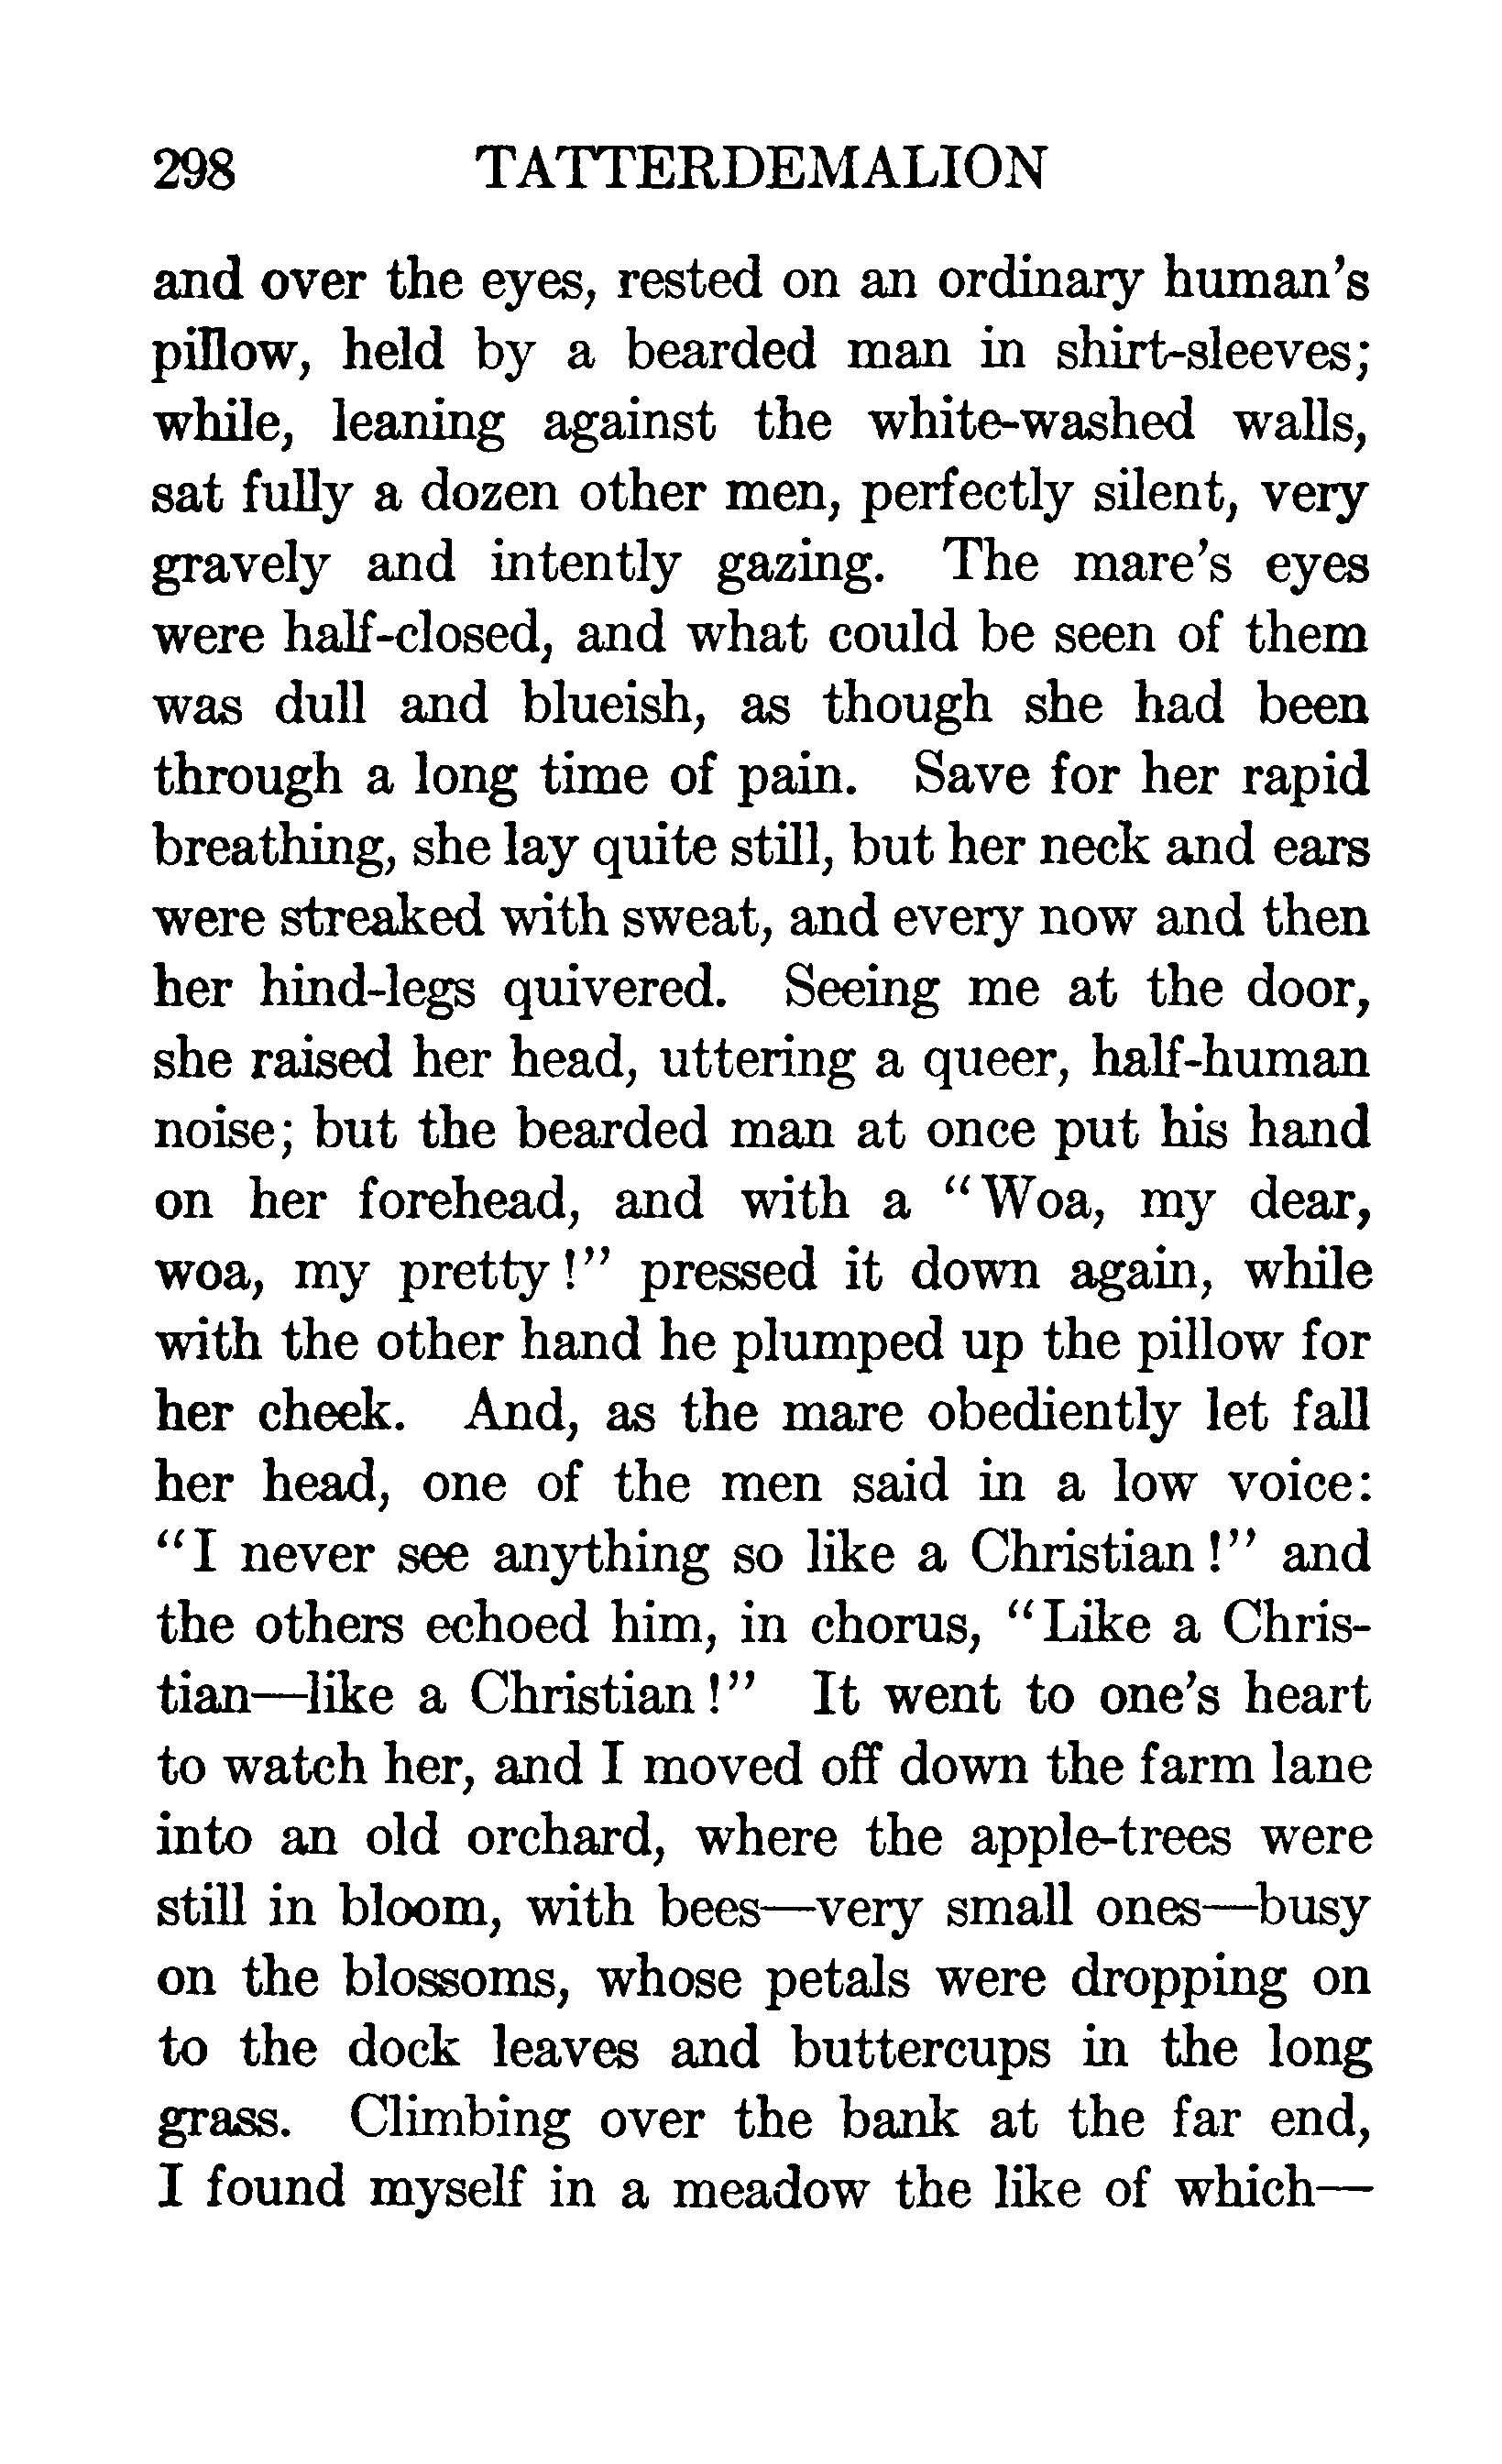 298 TATTERDEMALION
and over the eyes, rested on an ordinary human's
pillow, held by a bearded man in shirt-sleeves;
while, leaning against the white-washed walls,
sat fully a dozen other men, perfectly silent, very
gravely and intently gazing. The mare's eyes
were half-closed, and what could be seen of them
was dull and blueish, as though she had been
through a long time of pain. Save for her rapid
breathing, she lay quite still, but her neck and ears
were streaked with sweat, and every now and then
her hind-legs quivered. Seeing me at the door,
she raised her head, uttering a queer, half-human
noise; but the bearded man at once put his hand
on her forehead, and with a "Woa, my dear,
woa, my pretty!" pressed it down again, while
with the other hand he plumped up the pillow for
her cheek. And, as the mare obediently let fall
her head, one of the men said in a low voice:
"I never see anything so like a Christian!" and
the others echoed him, in chorus, "Like a Chris-
tian—like a Christian!" It went to one's heart
to watch her, and I moved off down the farm lane
into an old orchard, where the apple-trees were
still in bloom, with bees—very small ones—busy
on the blossoms, whose petals were dropping on
to the dock leaves and buttercups in the long
grass. Climbing over the bank at the far end,
I found myself in a meadow the like of which—